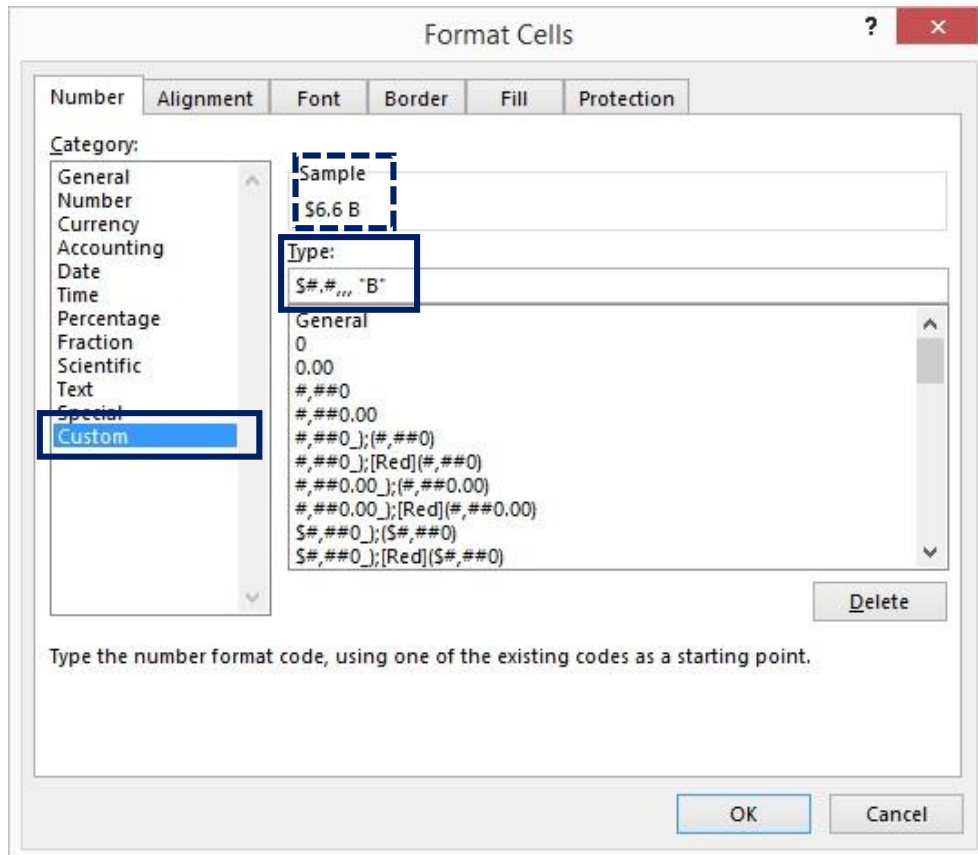 Format Cells
?
×
Number Alignment Font Border Fill Protection
Category:
General
Number
Currency
Accounting
Date
Time
Percentage
Fraction
Scientific
Text
Special
Custom
Sample
$6.6 B
Type:
$#.#,,, "B"
General
0
0.00
#,##0
#,##0.00
#,##0_);(#,##0)
#,##0_);[Red](#,##0)
#,##0.00_);(#,##0.00)
#,##0.00_);[Red](#,##0.00)
$#,##0_);($#,##0)
$#,##0_);[Red]($#,##0)
Delete
Type the number format code, using one of the existing codes as a starting point.
OK Cancel